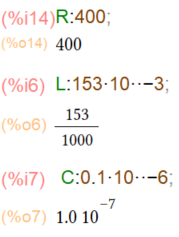 (%i14) R:400;
(%o14) 400
(%i6) L:153·10··−3;
(%o6) 153
1000
(%i7) C:0.1·10··−6;
(%o7) 1.0 10⁻⁷